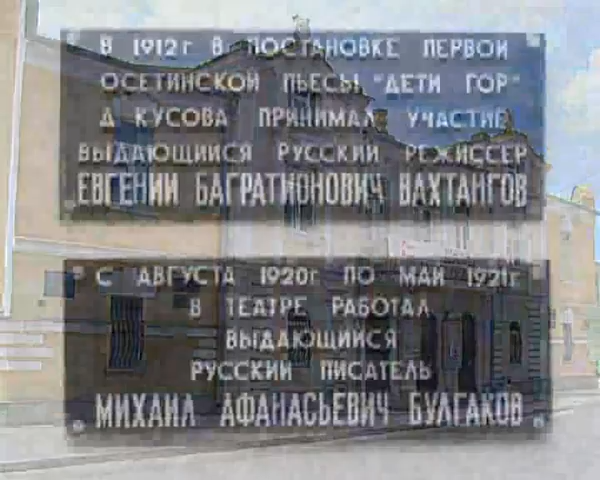 В 1912г В ПОСТАНОВКЕ ПЕРВОЙ
ОСЕТИНСКОЙ ПЬЕСЫ "ДЕТИ ГОР"
Д КУСОВА ПРИНИМАЛ УЧАСТИЕ
ВЫДАЮЩИЙСЯ РУССКИЙ РЕЖИССЕР
ЕВГЕНИЙ БАГРАТИОНОВИЧ ВАХТАНГОВ
С АВГУСТА 1920г ПО МАЙ 1921г
В ТЕАТРЕ РАБОТАЛ
ВЫДАЮЩИЙСЯ
РУССКИЙ ПИСАТЕЛЬ
МИХАИЛ АФАНАСЬЕВИЧ БУЛГАКОВ